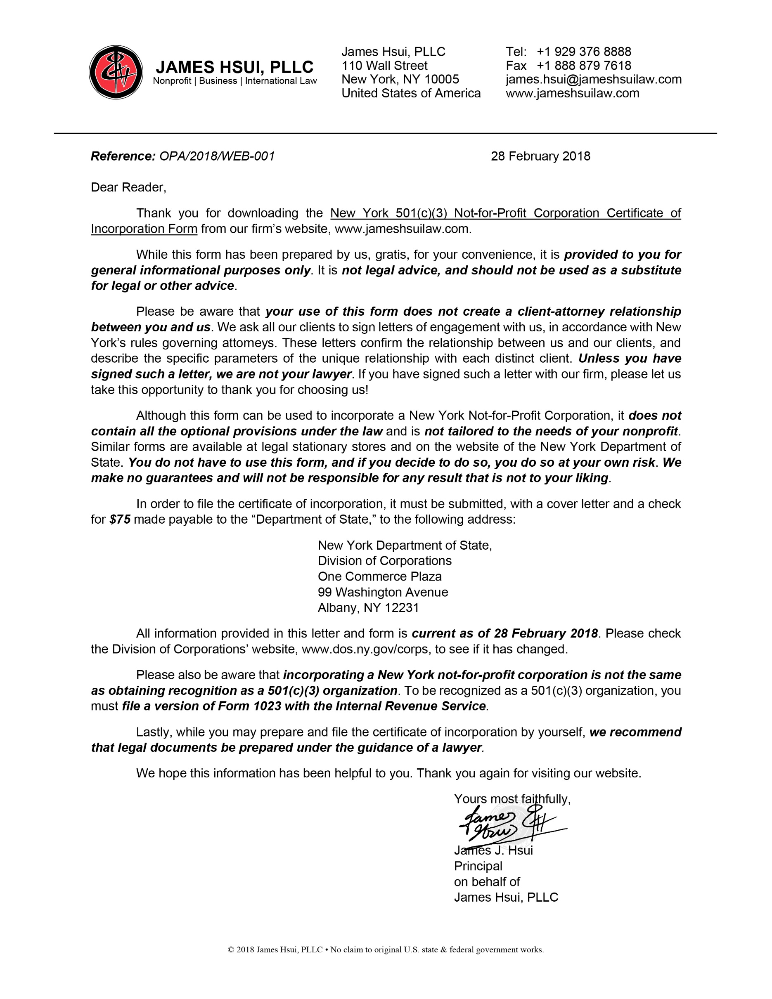 JAMES HSUI, PLLC
Nonprofit | Business | International Law
James Hsui, PLLC
110 Wall Street
New York, NY 10005
United States of America
Tel: +1 929 376 8888
Fax +1 888 879 7618
james.hsui@jameshsuilaw.com
www.jameshsuilaw.com
Reference: OPA/2018/WEB-001 28 February 2018
Dear Reader,
Thank you for downloading the New York 501(c)(3) Not-for-Profit Corporation Certificate of
Incorporation Form from our firm’s website, www.jameshsuilaw.com.
While this form has been prepared by us, gratis, for your convenience, it is provided to you for
general informational purposes only. It is not legal advice, and should not be used as a substitute
for legal or other advice.
Please be aware that your use of this form does not create a client-attorney relationship
between you and us. We ask all our clients to sign letters of engagement with us, in accordance with New
York’s rules governing attorneys. These letters confirm the relationship between us and our clients, and
describe the specific parameters of the unique relationship with each distinct client. Unless you have
signed such a letter, we are not your lawyer. If you have signed such a letter with our firm, please let us
take this opportunity to thank you for choosing us!
Although this form can be used to incorporate a New York Not-for-Profit Corporation, it does not
contain all the optional provisions under the law and is not tailored to the needs of your nonprofit.
Similar forms are available at legal stationary stores and on the website of the New York Department of
State. You do not have to use this form, and if you decide to do so, you do so at your own risk. We
make no guarantees and will not be responsible for any result that is not to your liking.
In order to file the certificate of incorporation, it must be submitted, with a cover letter and a check
for $75 made payable to the “Department of State,” to the following address:
New York Department of State,
Division of Corporations
One Commerce Plaza
99 Washington Avenue
Albany, NY 12231
All information provided in this letter and form is current as of 28 February 2018. Please check
the Division of Corporations’ website, www.dos.ny.gov/corps, to see if it has changed.
Please also be aware that incorporating a New York not-for-profit corporation is not the same
as obtaining recognition as a 501(c)(3) organization. To be recognized as a 501(c)(3) organization, you
must file a version of Form 1023 with the Internal Revenue Service.
Lastly, while you may prepare and file the certificate of incorporation by yourself, we recommend
that legal documents be prepared under the guidance of a lawyer.
We hope this information has been helpful to you. Thank you again for visiting our website.
Yours most faithfully,
James
Hsui
James J. Hsui
Principal
on behalf of
James Hsui, PLLC
© 2018 James Hsui, PLLC • No claim to original U.S. state & federal government works.